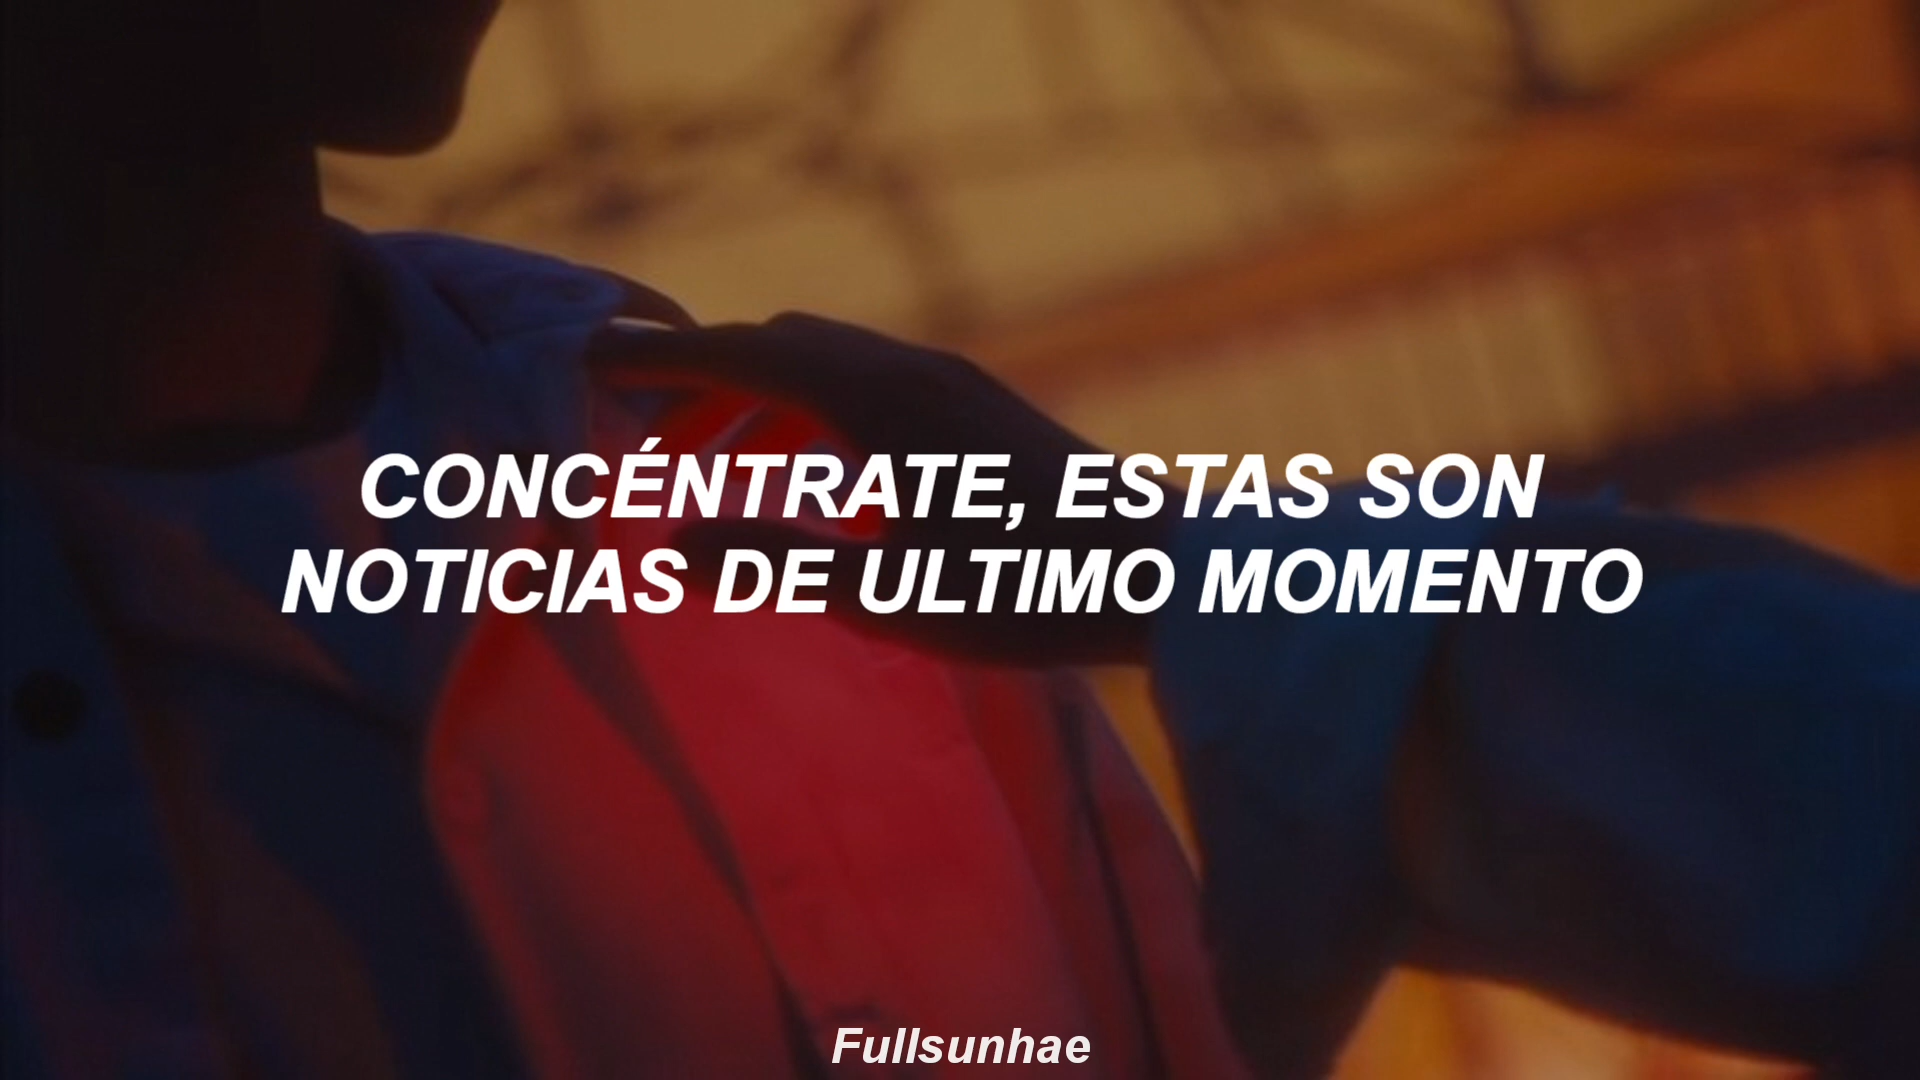 CONCÉNTRATE, ESTAS SON
NOTICIAS DE ULTIMO MOMENTO
Fullsunhae